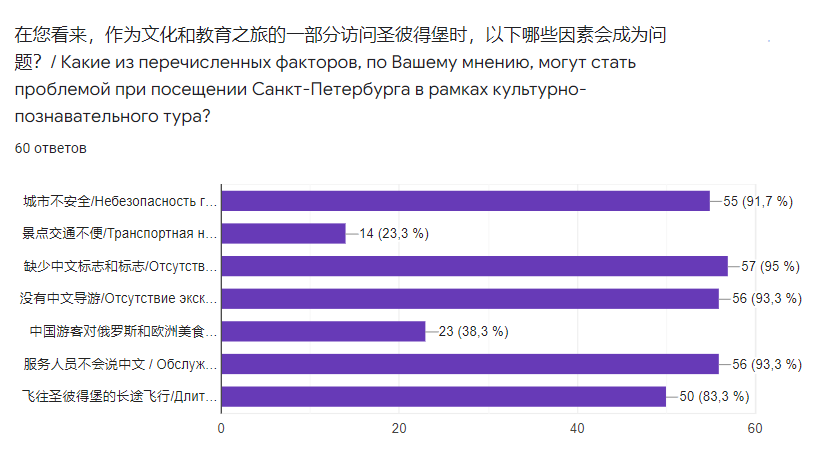 在您看来，作为文化和教育之旅的一部分访问圣彼得堡时，以下哪些因素会成为问
题？/ Какие из перечисленных факторов, по Вашему мнению, могут стать
проблемой при посещении Санкт-Петербурга в рамках культурно-
познавательного тура?
60 ответов
城市不安全/Небезопасность г… 55 (91,7 %)
景点交通不便/Транспортная н… 14 (23,3 %)
缺少中文标志和标志/Отсутств… 57 (95 %)
没有中文导游/Отсутствие экск… 56 (93,3 %)
中国游客对俄罗斯和欧洲美食… 23 (38,3 %)
服务人员不会说中文 / Обслуж… 56 (93,3 %)
飞往圣彼得堡的长途飞行/Длит… 50 (83,3 %)
0 20 40 60